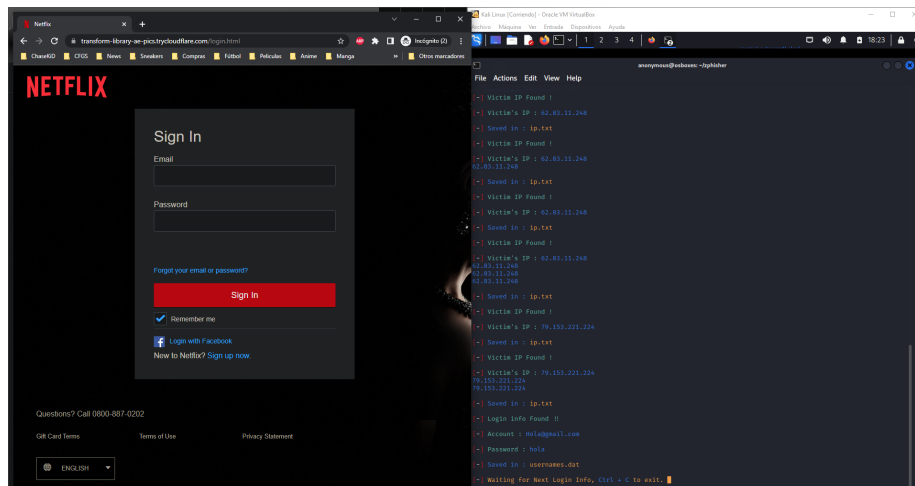 Netflix
transform-library-ae-pics.trycloudflare.com/login.html
Incógnito (2)
ChaseKiD
CFGS
News
Sneakers
Compras
Fútbol
Peliculas
Anime
Manga
Otros marcadores
NETFLIX
Sign In
Email
Password
Forgot your email or password?
Sign In
Remember me
Login with Facebook
New to Netflix? Sign up now.
Questions? Call 0800-887-0202
Gift Card Terms
Terms of Use
Privacy Statement
ENGLISH
Kali Linux [Corriendo] - Oracle VM VirtualBox
Archivo Máquina Ver Entrada Dispositivos Ayuda
1 2 3 4
18:23
anonymous@osboxes: ~/zphisher
File Actions Edit View Help
[-] Victim IP Found !
[-] Victim's IP : 62.83.11.248
[-] Saved in : ip.txt
[-] Victim IP Found !
[-] Victim's IP : 62.83.11.248
62.83.11.248
[-] Saved in : ip.txt
[-] Victim IP Found !
[-] Victim's IP : 62.83.11.248
[-] Saved in : ip.txt
[-] Victim IP Found !
[-] Victim's IP : 62.83.11.248
62.83.11.248
62.83.11.248
62.83.11.248
[-] Saved in : ip.txt
[-] Victim IP Found !
[-] Victim's IP : 79.153.221.224
[-] Saved in : ip.txt
[-] Victim IP Found !
[-] Victim's IP : 79.153.221.224
79.153.221.224
79.153.221.224
[-] Saved in : ip.txt
[-] Login info Found !!
[-] Account : Hola@gmail.com
[-] Password : hola
[-] Saved in : usernames.dat
[-] Waiting for Next Login Info, Ctrl + C to exit.